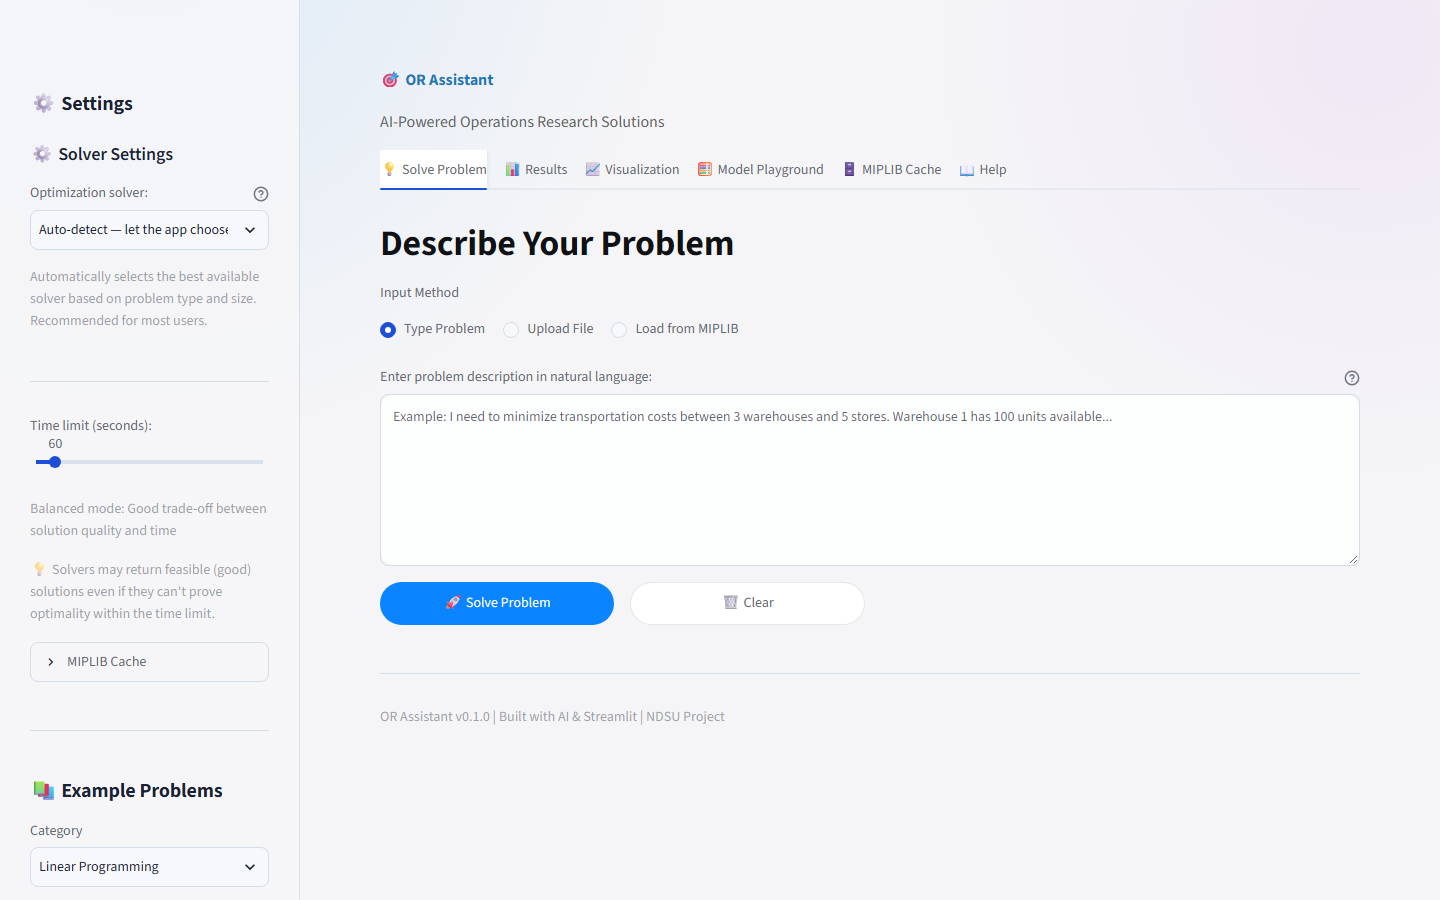 Settings
Solver Settings
Optimization solver:
Auto-detect — let the app choose
Automatically selects the best available
solver based on problem type and size.
Recommended for most users.
Time limit (seconds):
60
Balanced mode: Good trade-off between
solution quality and time
Solvers may return feasible (good)
solutions even if they can't prove
optimality within the time limit.
MIPLIB Cache
Example Problems
Category
Linear Programming
OR Assistant
AI-Powered Operations Research Solutions
Solve Problem Results Visualization Model Playground MIPLIB Cache Help
Describe Your Problem
Input Method
Type Problem Upload File Load from MIPLIB
Enter problem description in natural language:
Example: I need to minimize transportation costs between 3 warehouses and 5 stores. Warehouse 1 has 100 units available...
Solve Problem Clear
OR Assistant v0.1.0 | Built with AI & Streamlit | NDSU Project